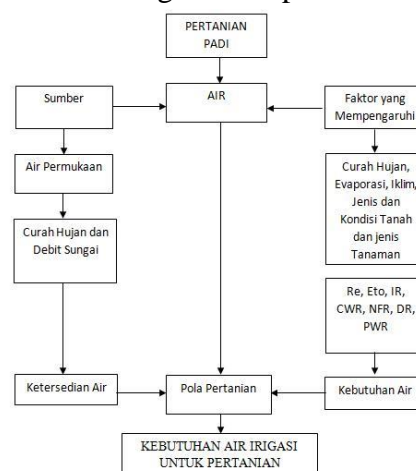 PERTANIAN
PADI
Sumber
AIR
Faktor yang
Mempengaruhi
Air Permukaan
Curah Hujan,
Evaporasi, Iklim,
Jenis dan
Kondisi Tanah
dan jenis
Tanaman
Curah Hujan dan
Debit Sungai
Re, Eto, IR,
CWR, NFR, DR,
PWR
Ketersedian Air
Pola Pertanian
Kebutuhan Air
KEBUTUHAN AIR IRIGASI
UNTUK PERTANIAN